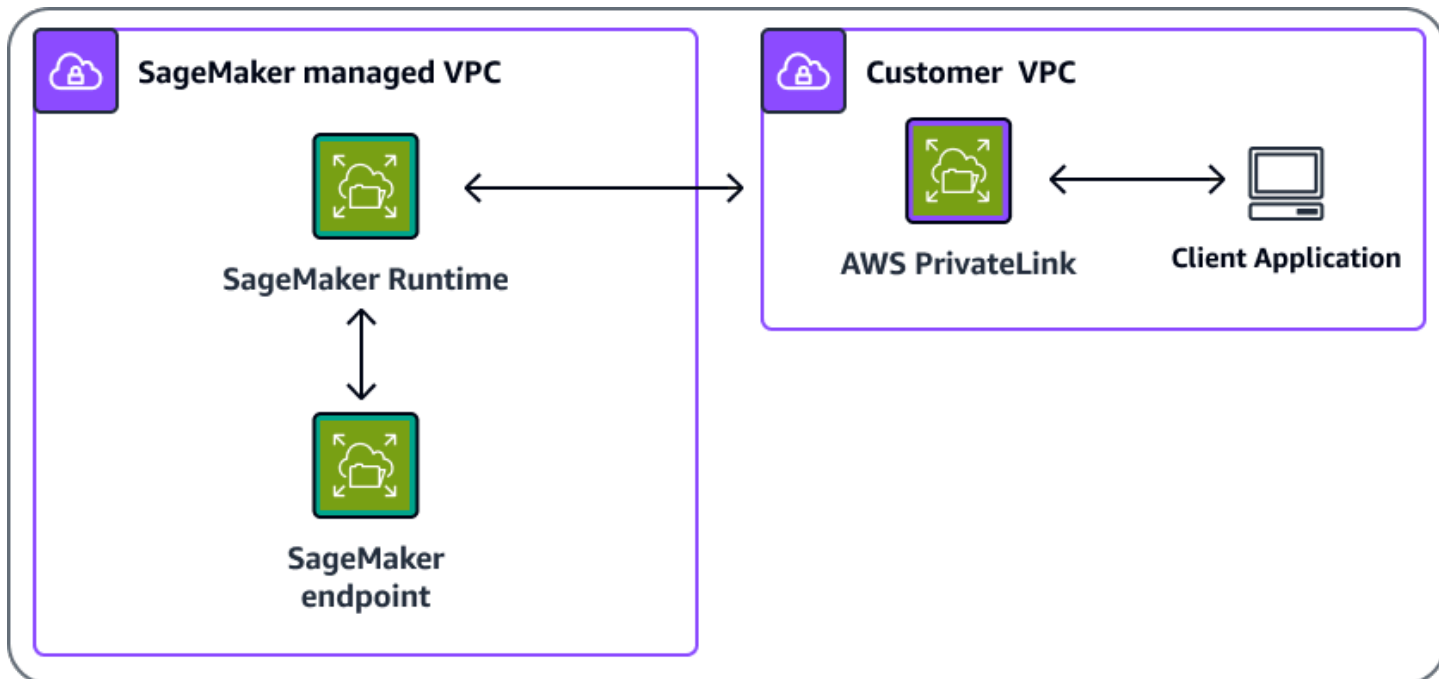 SageMaker managed VPC
SageMaker Runtime
SageMaker
endpoint
Customer VPC
AWS PrivateLink
Client Application